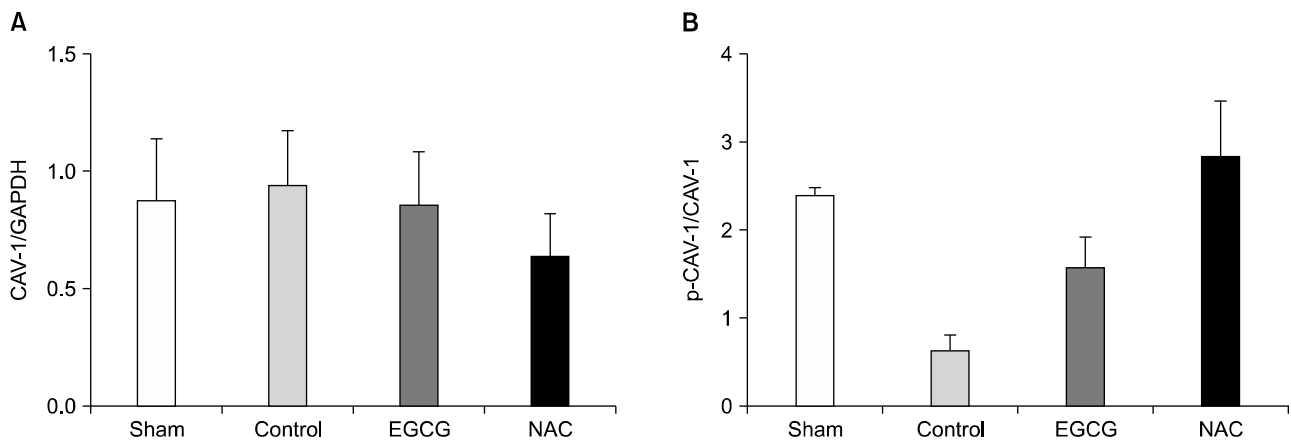 A
CAV-1/GAPDH
1.5
1.0
0.5
0.0
Sham Control EGCG NAC
B
p-CAV-1/CAV-1
4
3
2
1
0
Sham Control EGCG NAC